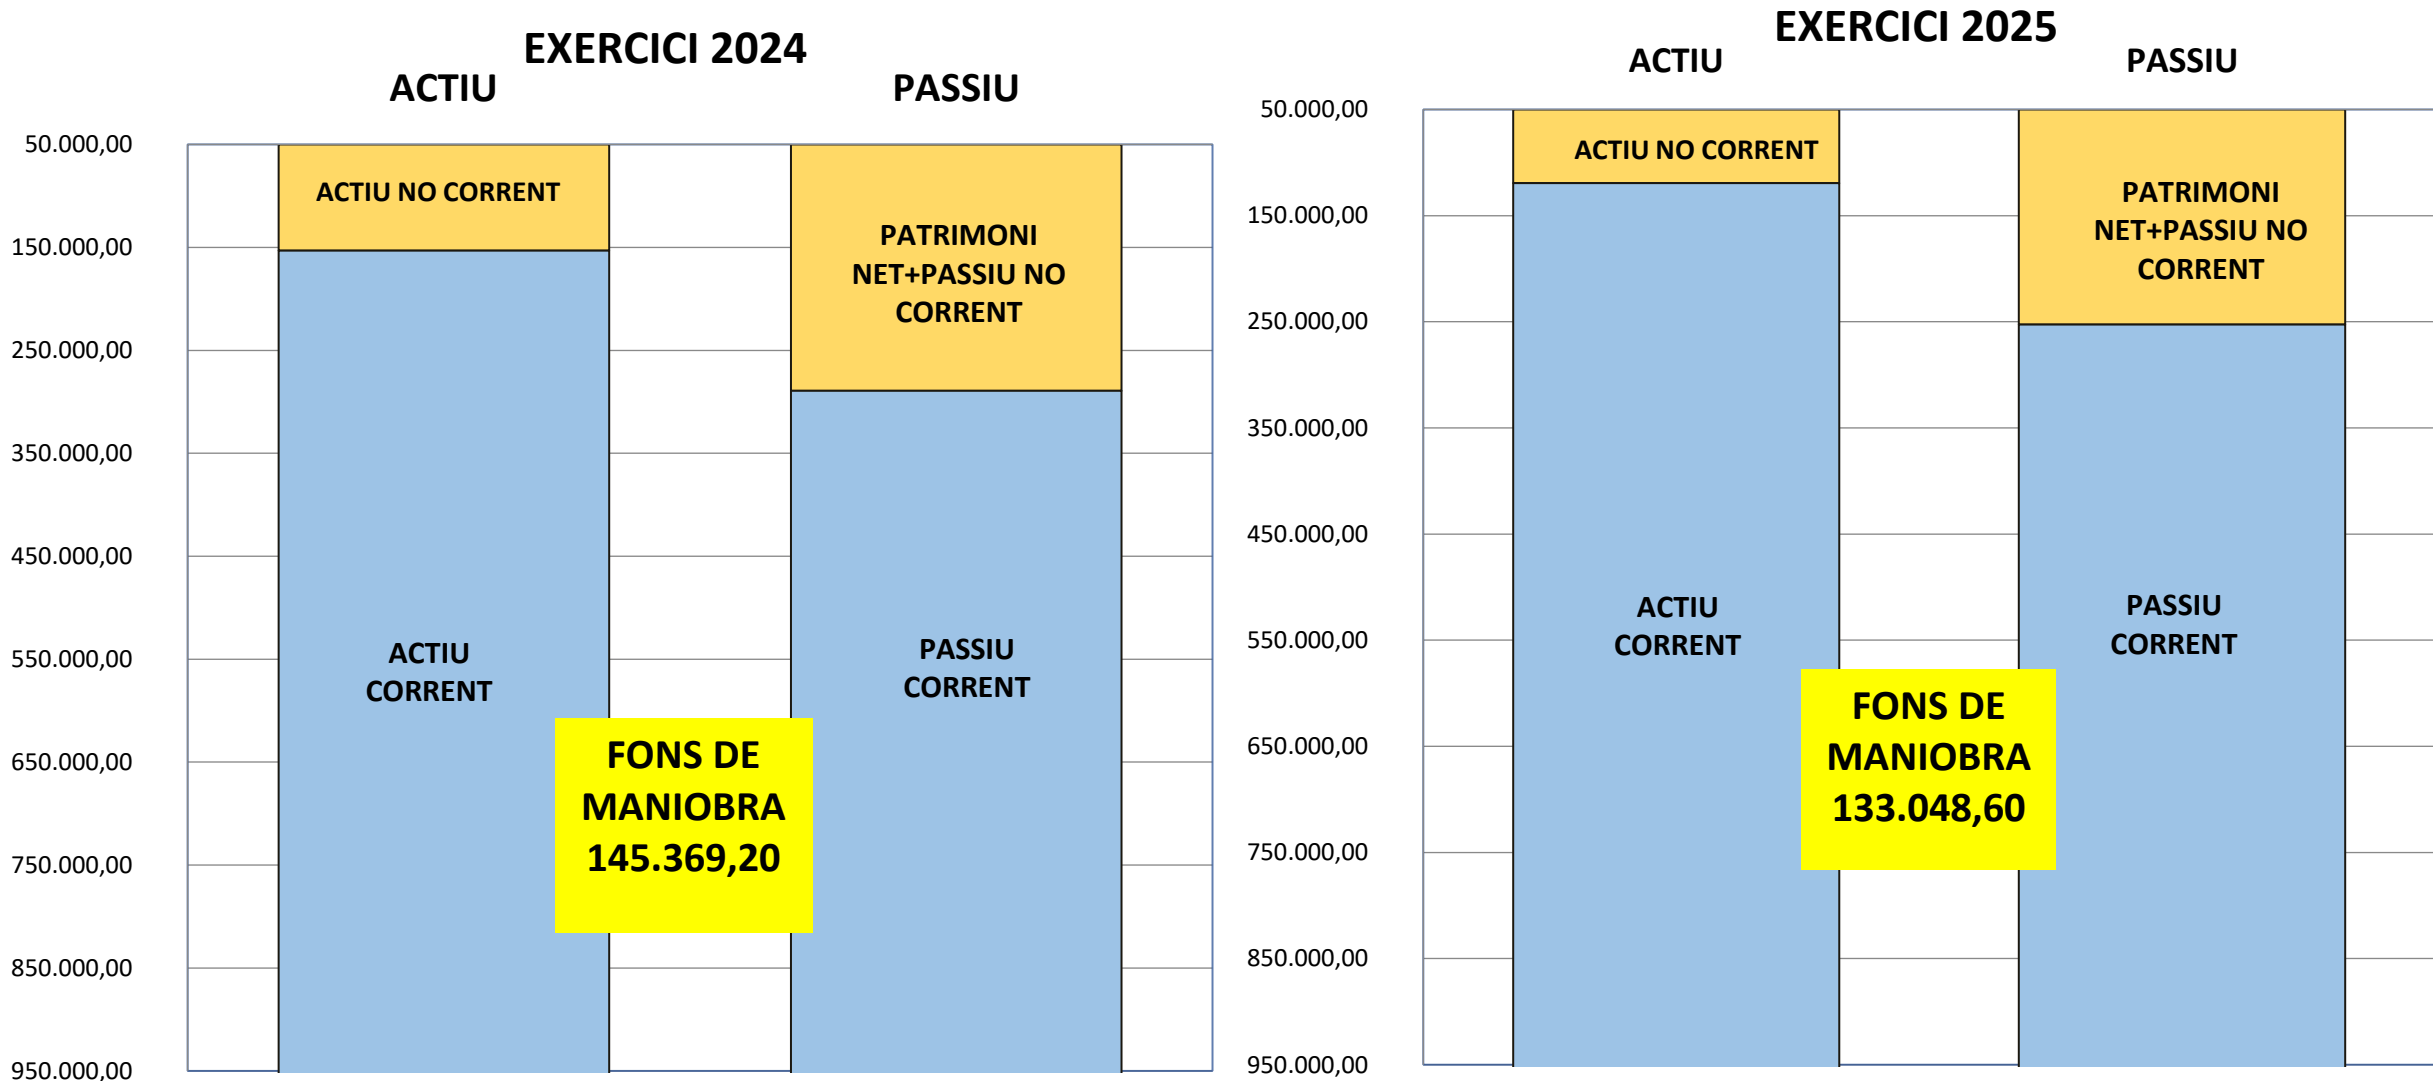 EXERCICI 2024
ACTIU
PASSIU
50.000,00
150.000,00
250.000,00
350.000,00
450.000,00
550.000,00
650.000,00
750.000,00
850.000,00
950.000,00
ACTIU NO CORRENT
PATRIMONI
NET+PASSIU NO
CORRENT
ACTIU
CORRENT
PASSIU
CORRENT
FONS DE
MANIOBRA
145.369,20
EXERCICI 2025
ACTIU
PASSIU
50.000,00
150.000,00
250.000,00
350.000,00
450.000,00
550.000,00
650.000,00
750.000,00
850.000,00
950.000,00
ACTIU NO CORRENT
PATRIMONI
NET+PASSIU NO
CORRENT
ACTIU
CORRENT
PASSIU
CORRENT
FONS DE
MANIOBRA
133.048,60